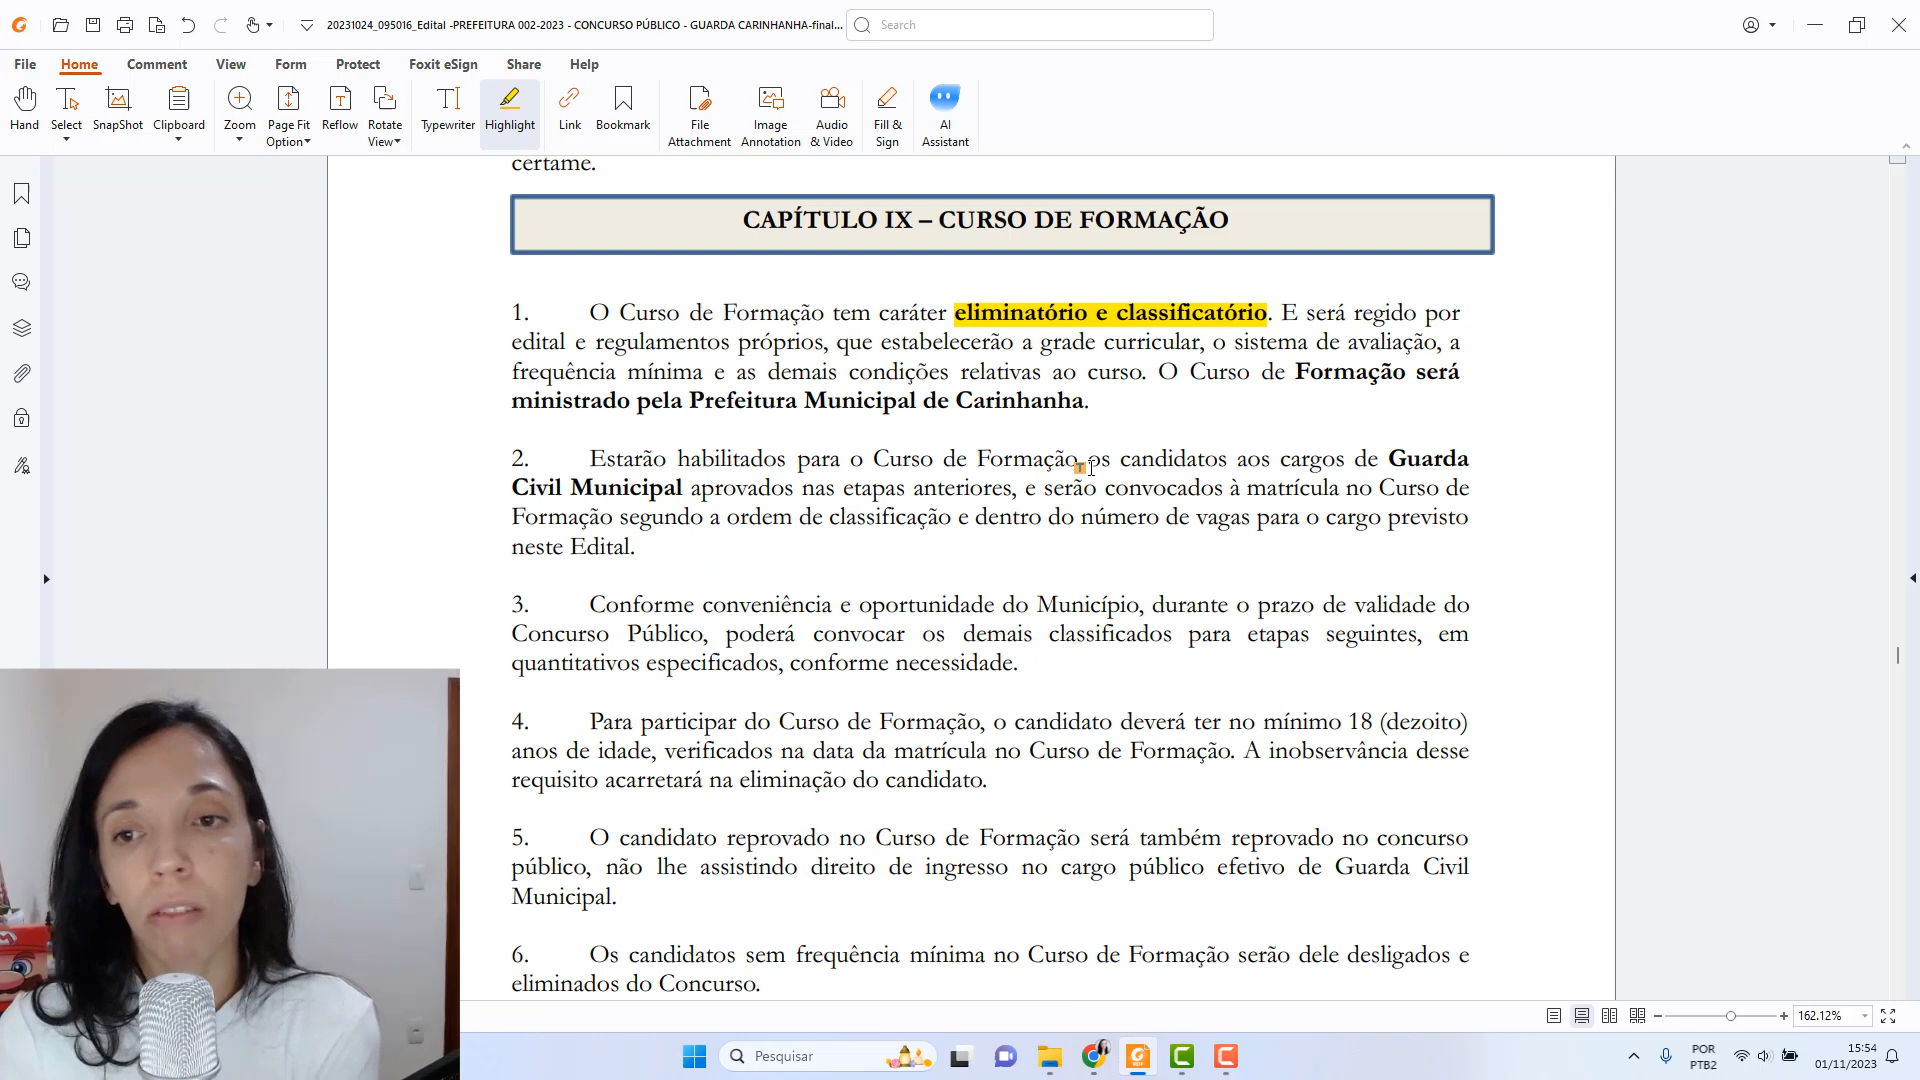 20231024_095016_Edital -PREFEITURA 002-2023 - CONCURSO PÚBLICO - GUARDA CARINHANHA-final...
Search
File
Home
Comment
View
Form
Protect
Foxit eSign
Share
Help
Hand
Select
SnapShot
Clipboard
Zoom
Page Fit Option
Reflow
Rotate View
Typewriter
Highlight
Link
Bookmark
File Attachment
Image Annotation
Audio & Video
Fill & Sign
AI Assistant
certame.
CAPÍTULO IX – CURSO DE FORMAÇÃO
1. O Curso de Formação tem caráter eliminatório e classificatório. E será regido por
edital e regulamentos próprios, que estabelecerão a grade curricular, o sistema de avaliação, a
frequência mínima e as demais condições relativas ao curso. O Curso de Formação será
ministrado pela Prefeitura Municipal de Carinhanha.
2. Estarão habilitados para o Curso de Formação os candidatos aos cargos de Guarda
Civil Municipal aprovados nas etapas anteriores, e serão convocados à matrícula no Curso de
Formação segundo a ordem de classificação e dentro do número de vagas para o cargo previsto
neste Edital.
3. Conforme conveniência e oportunidade do Município, durante o prazo de validade do
Concurso Público, poderá convocar os demais classificados para etapas seguintes, em
quantitativos especificados, conforme necessidade.
4. Para participar do Curso de Formação, o candidato deverá ter no mínimo 18 (dezoito)
anos de idade, verificados na data da matrícula no Curso de Formação. A inobservância desse
requisito acarretará na eliminação do candidato.
5. O candidato reprovado no Curso de Formação será também reprovado no concurso
público, não lhe assistindo direito de ingresso no cargo público efetivo de Guarda Civil
Municipal.
6. Os candidatos sem frequência mínima no Curso de Formação serão dele desligados e
eliminados do Concurso.
162.12%
Pesquisar
POR
PTB2
15:54
01/11/2023